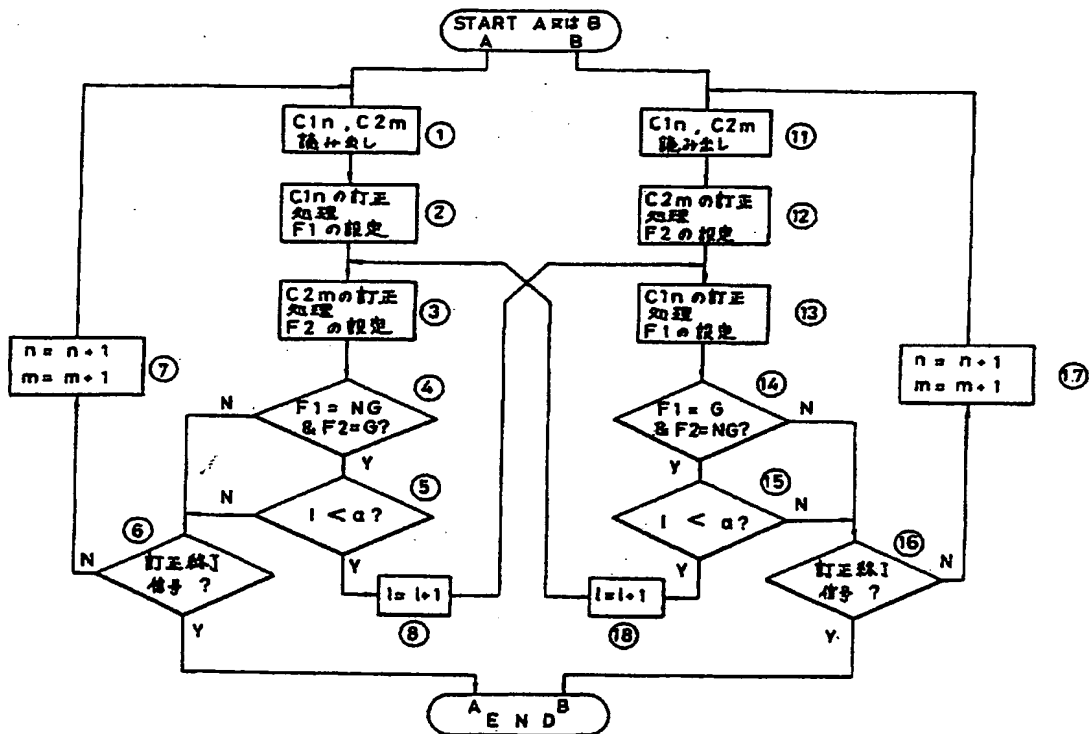 START A又は B
A
B
C1n , C2m
読み出し
①
C1nの訂正
処理
F1の設定
②
C2mの訂正
処理
F2の設定
③
F1=NG
&F2=G?
④
N
Y
l < α?
⑤
N
Y
訂正終了
信号 ?
⑥
N
Y
n= n+1
m= m+1
⑦
l= l+1
⑧
C1n , C2m
読み出し
⑪
C2mの訂正
処理
F2の設定
⑫
C1nの訂正
処理
F1の設定
⑬
F1= G
&F2=NG?
⑭
N
Y
l < α?
⑮
N
Y
訂正終了
信号 ?
⑯
N
Y
n= n+1
m= m+1
⑰
l=l+1
⑱
A
B
E N D